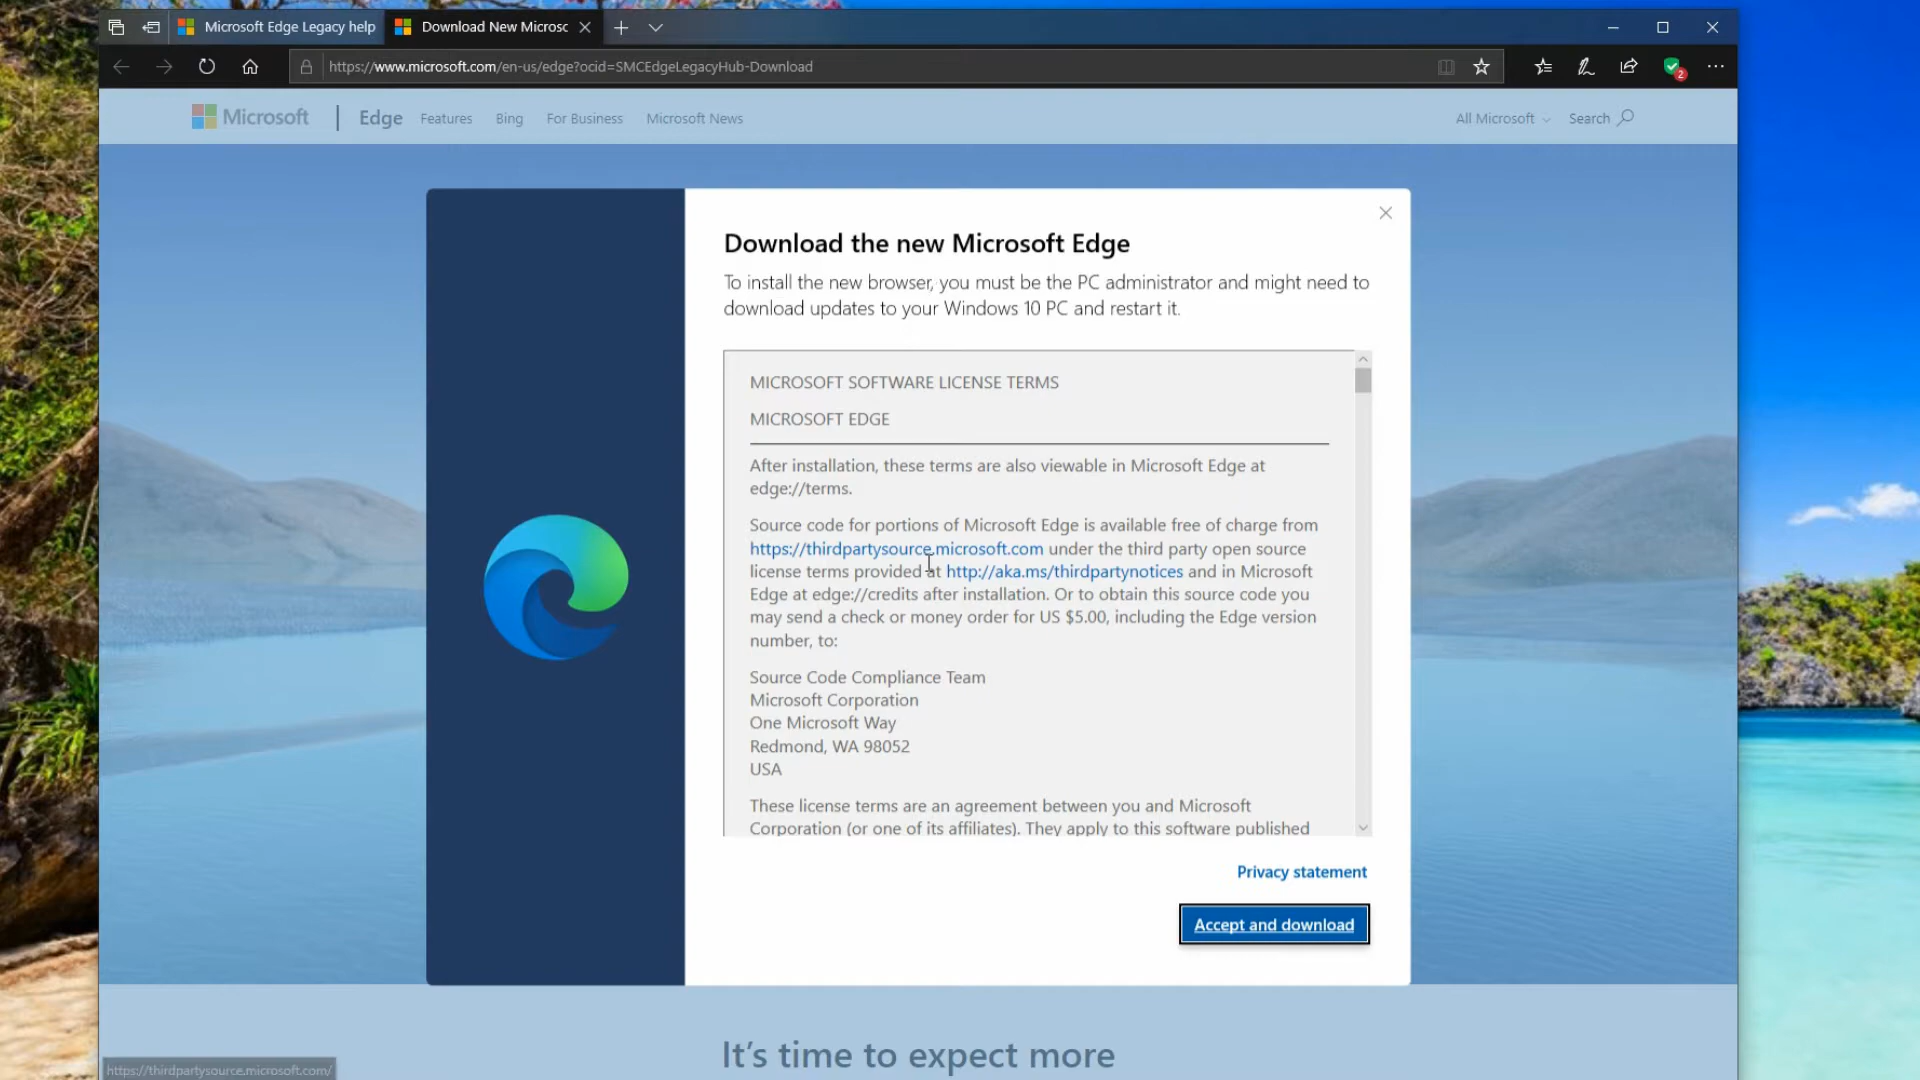 Microsoft Edge Legacy help
Download New Microsc
https://www.microsoft.com/en-us/edge?ocid=SMCEdgeLegacyHub-Download
2
Microsoft
Edge
Features
Bing
For Business
Microsoft News
All Microsoft
Search
Download the new Microsoft Edge
To install the new browser, you must be the PC administrator and might need to
download updates to your Windows 10 PC and restart it.
MICROSOFT SOFTWARE LICENSE TERMS
MICROSOFT EDGE
After installation, these terms are also viewable in Microsoft Edge at
edge://terms.
Source code for portions of Microsoft Edge is available free of charge from
https://thirdpartysource.microsoft.com under the third party open source
license terms provided at http://aka.ms/thirdpartynotices and in Microsoft
Edge at edge://credits after installation. Or to obtain this source code you
may send a check or money order for US $5.00, including the Edge version
number, to:
Source Code Compliance Team
Microsoft Corporation
One Microsoft Way
Redmond, WA 98052
USA
These license terms are an agreement between you and Microsoft
Corporation (or one of its affiliates). They apply to this software published
Privacy statement
Accept and download
It's time to expect more
https://thirdpartysource.microsoft.com/